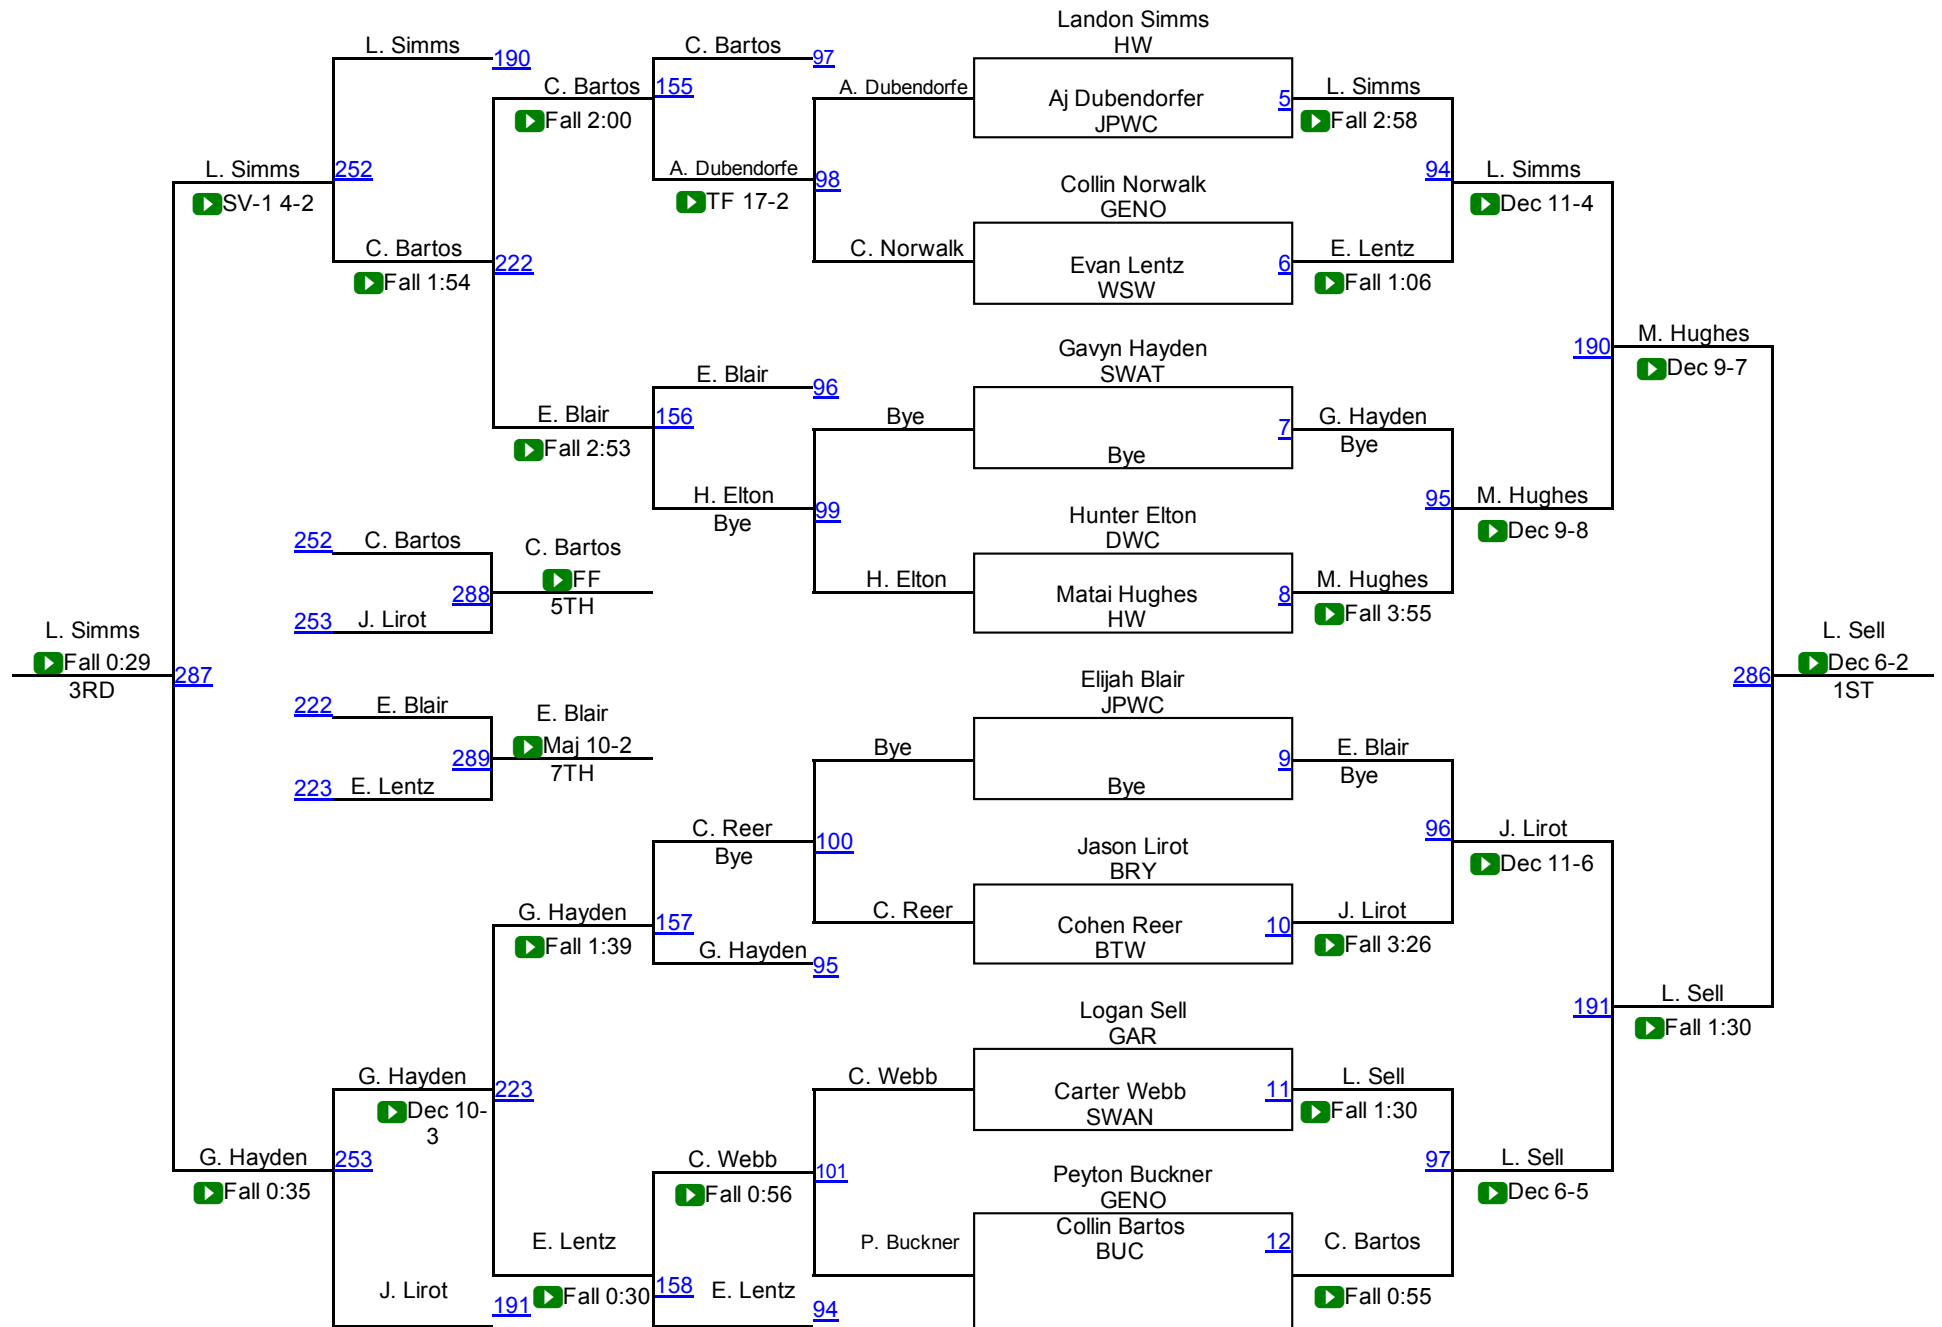 Landon Simms
HW
L. Simms
190
C. Bartos
97
C. Bartos
155
A. Dubendorfe
Aj Dubendorfer
JPWC
5
L. Simms
Fall 2:00
Fall 2:58
L. Simms
252
A. Dubendorfe
98
94
L. Simms
SV-1 4-2
TF 17-2
Collin Norwalk
GENO
Dec 11-4
C. Bartos
222
C. Norwalk
Evan Lentz
WSW
6
E. Lentz
Fall 1:54
Fall 1:06
Gavyn Hayden
SWAT
190
M. Hughes
Dec 9-7
E. Blair
96
E. Blair
156
Bye
7
G. Hayden
Bye
Fall 2:53
Bye
H. Elton
Bye
99
95
M. Hughes
Dec 9-8
Hunter Elton
DWC
252
C. Bartos
C. Bartos
FF
5TH
288
253
J. Lirot
H. Elton
Matai Hughes
HW
8
M. Hughes
Fall 3:55
L. Simms
Fall 0:29
3RD
287
L. Sell
Dec 6-2
1ST
286
Elijah Blair
JPWC
222
E. Blair
E. Blair
Maj 10-2
7TH
289
223
E. Lentz
Bye
Bye
9
E. Blair
Bye
C. Reer
Bye
100
96
J. Lirot
Dec 11-6
Jason Lirot
BRY
G. Hayden
157
C. Reer
Cohen Reer
BTW
10
J. Lirot
Fall 1:39
Fall 3:26
G. Hayden
95
Logan Sell
GAR
191
L. Sell
Fall 1:30
G. Hayden
223
Dec 10-
3
C. Webb
Carter Webb
SWAN
11
L. Sell
Fall 1:30
G. Hayden
253
Fall 0:35
C. Webb
101
Fall 0:56
97
L. Sell
Dec 6-5
Peyton Buckner
GENO
E. Lentz
158
Fall 0:30
P. Buckner
Collin Bartos
BUC
12
C. Bartos
Fall 0:55
J. Lirot
191
E. Lentz
94